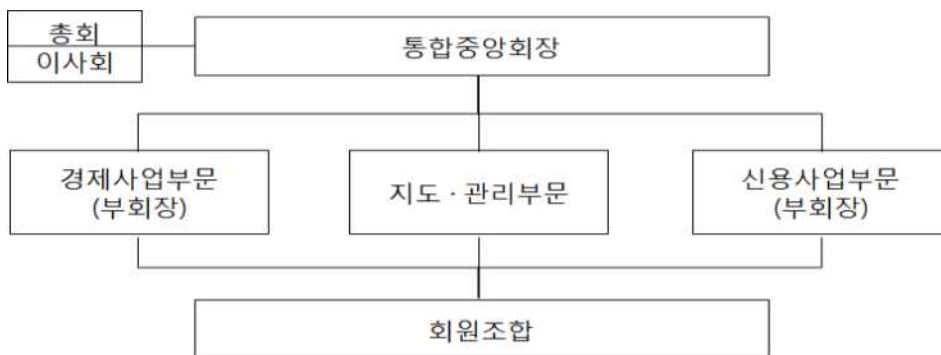 총회
이사회
통합중앙회장
경제사업부문
(부회장)
지도 · 관리부문
신용사업부문
(부회장)
회원조합